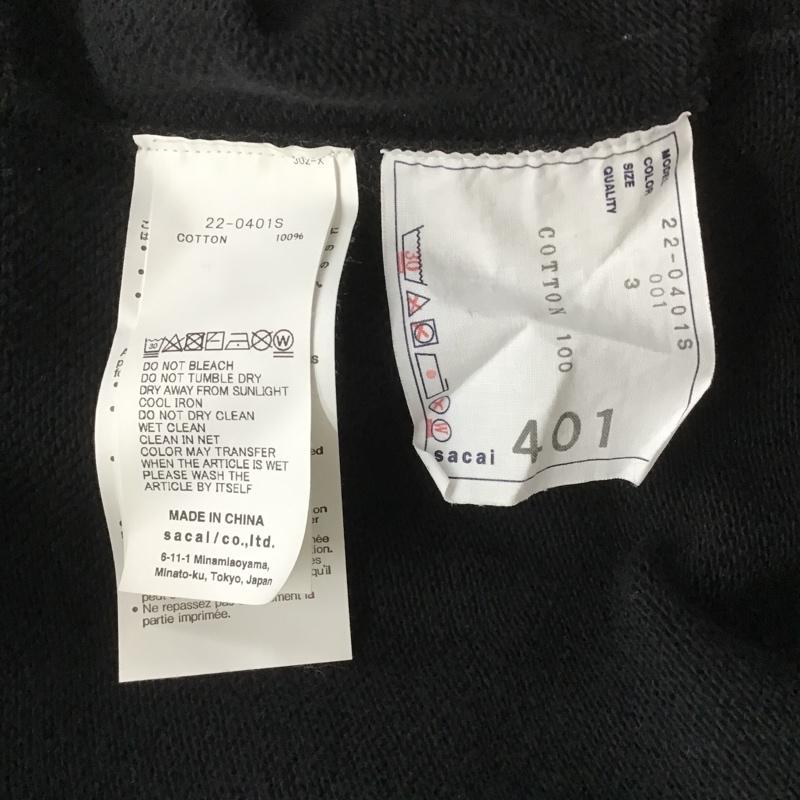 302-X
22-0401S
COTTON 100%
30
W
DO NOT BLEACH
DO NOT TUMBLE DRY
DRY AWAY FROM SUNLIGHT
COOL IRON
DO NOT DRY CLEAN
WET CLEAN
CLEAN IN NET
COLOR MAY TRANSFER
WHEN THE ARTICLE IS WET
PLEASE WASH THE
ARTICLE BY ITSELF
MADE IN CHINA
sacai/co.,ltd.
6-11-1 Minamiaoyama,
Minato-ku, Tokyo, Japan
• Ne repassez
partie imprimée.
MODEL 22-0401S
COLOR 001
SIZE 3
QUALITY
COTTON 100
30
W
sacai 401